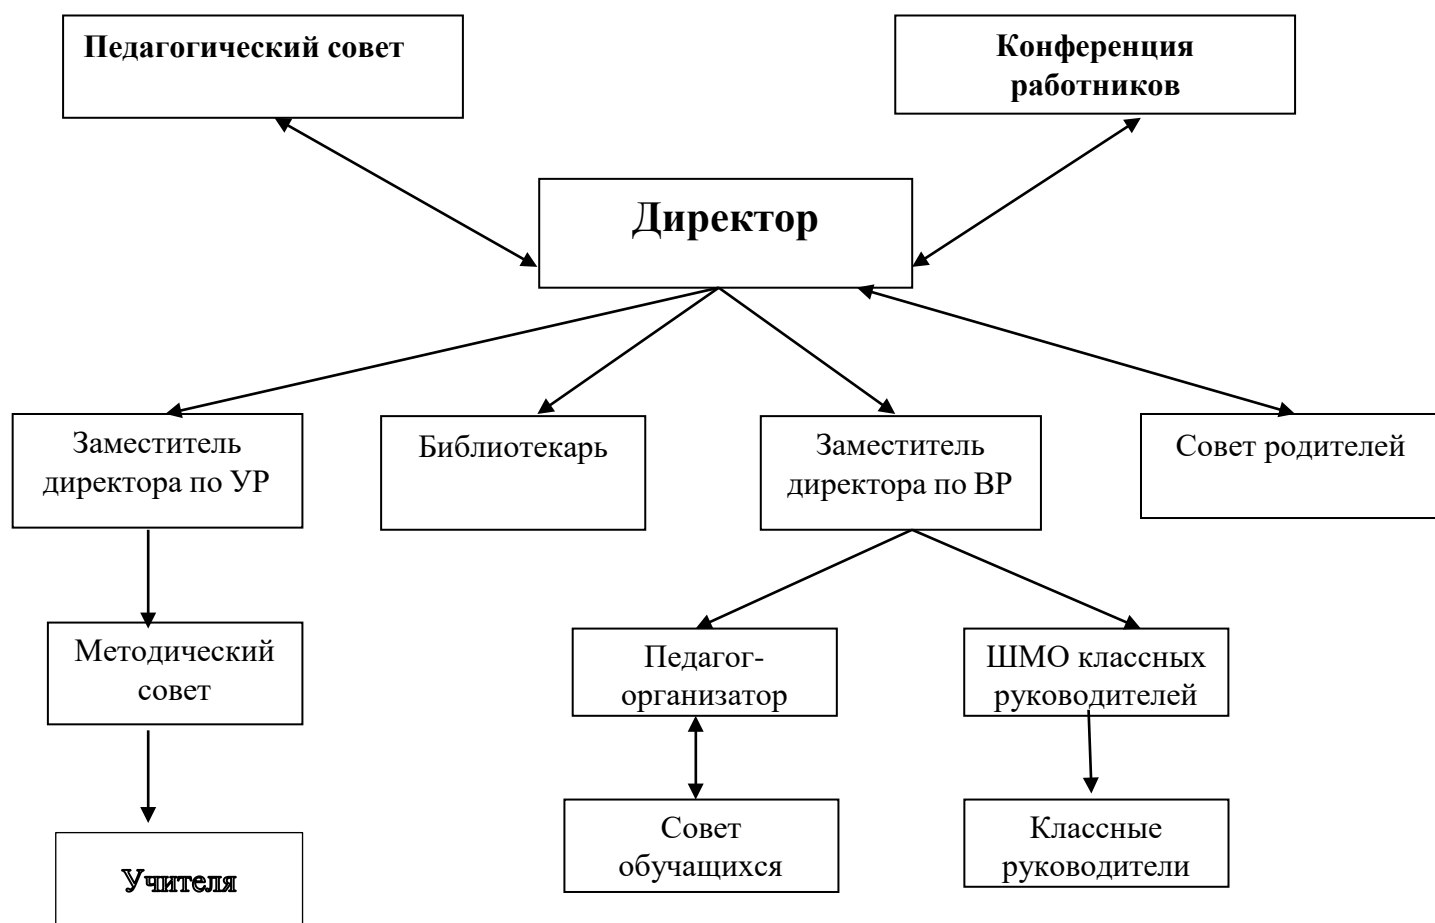 Педагогический совет
Конференция
работников
Директор
Заместитель
директора по УР
Библиотекарь
Заместитель
директора по ВР
Совет родителей
Методический
совет
Педагог-
организатор
ШМО классных
руководителей
Учителя
Совет
обучащихся
Классные
руководители